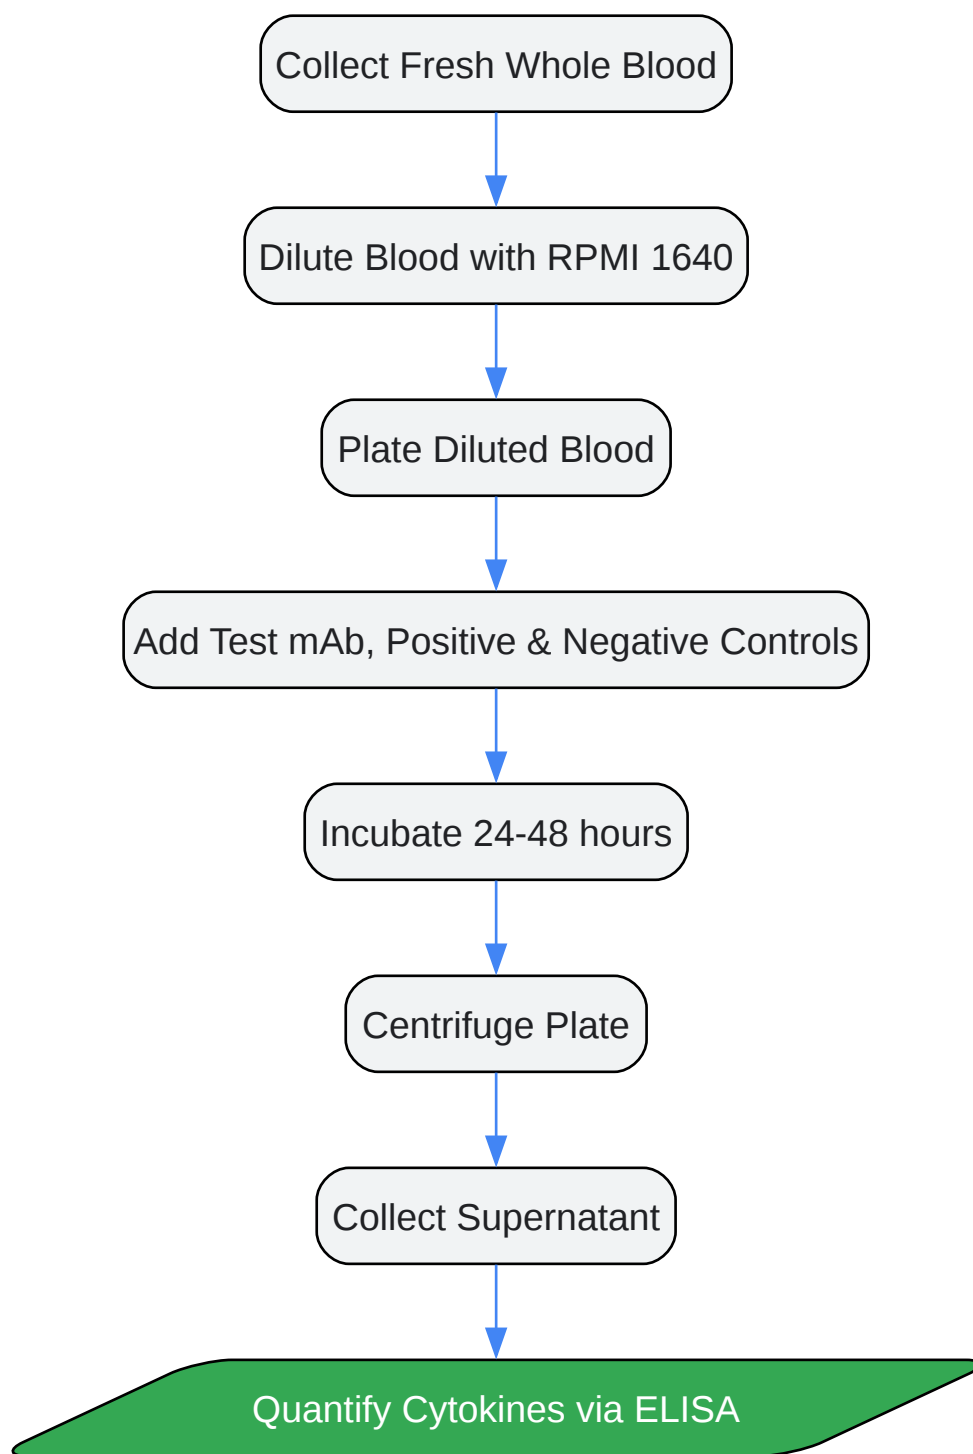 Collect Fresh Whole Blood
Dilute Blood with RPMI 1640
Plate Diluted Blood
Add Test mAb, Positive & Negative Controls
Incubate 24-48 hours
Centrifuge Plate
Collect Supernatant
Quantify Cytokines via ELISA